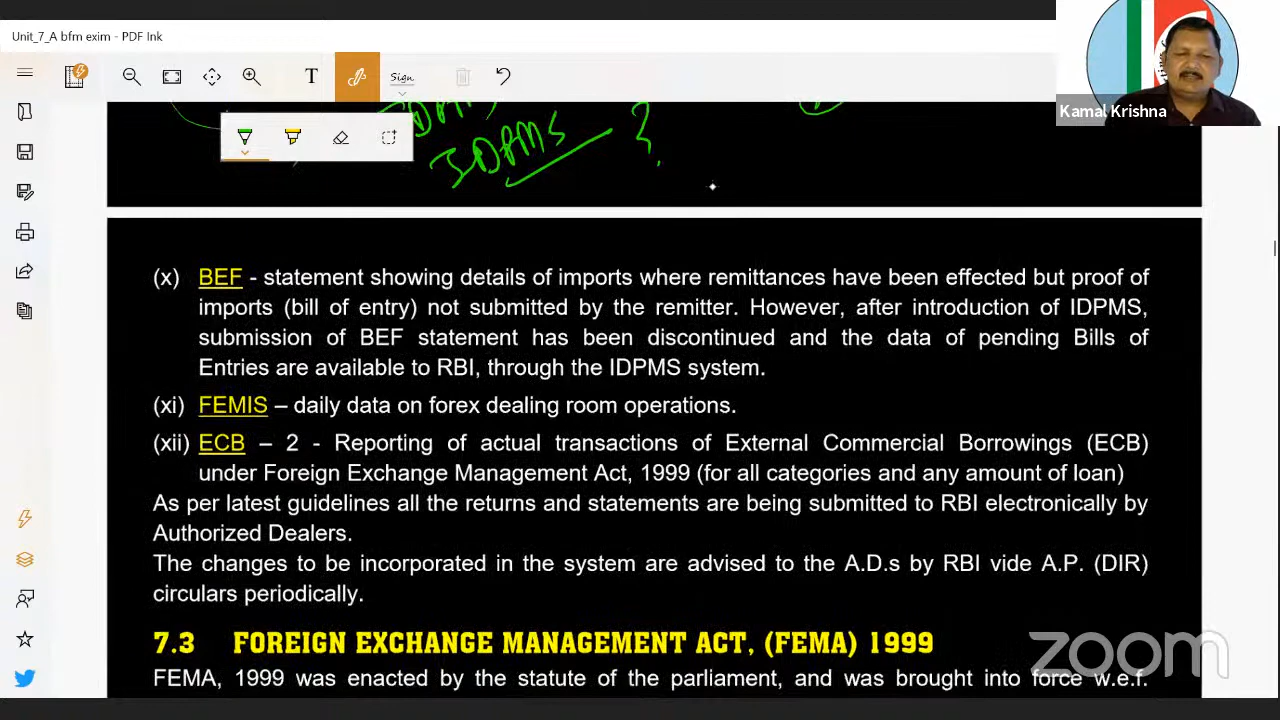 Unit_7_A bfm exim - PDF Ink
T
Sign
Kamal Krishna
IDPMS
(x) BEF - statement showing details of imports where remittances have been effected but proof of
imports (bill of entry) not submitted by the remitter. However, after introduction of IDPMS,
submission of BEF statement has been discontinued and the data of pending Bills of
Entries are available to RBI, through the IDPMS system.
(xi) FEMIS – daily data on forex dealing room operations.
(xii) ECB – 2 - Reporting of actual transactions of External Commercial Borrowings (ECB)
under Foreign Exchange Management Act, 1999 (for all categories and any amount of loan)
As per latest guidelines all the returns and statements are being submitted to RBI electronically by
Authorized Dealers.
The changes to be incorporated in the system are advised to the A.D.s by RBI vide A.P. (DIR)
circulars periodically.
7.3 FOREIGN EXCHANGE MANAGEMENT ACT, (FEMA) 1999
zoom
FEMA, 1999 was enacted by the statute of the parliament, and was brought into force w.e.f.